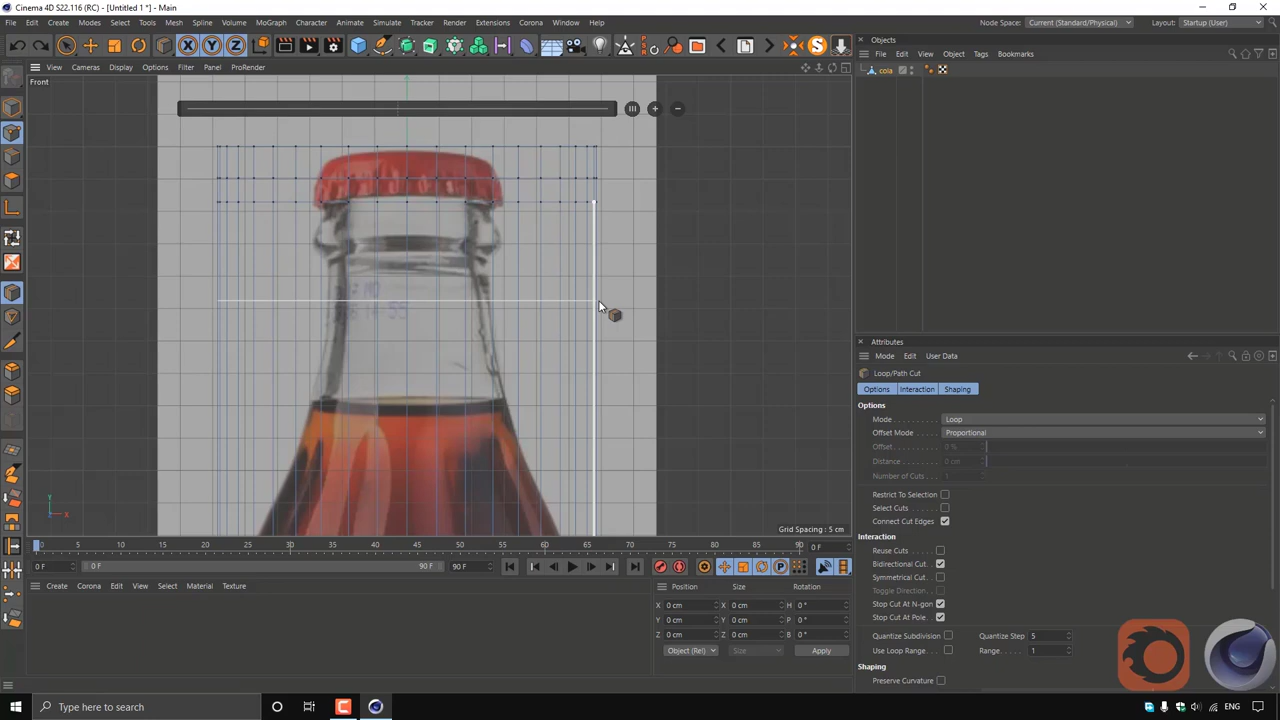 Cinema 4D S22.116 (RC) - [Untitled 1 *] - Main
File Edit Create Modes Select Tools Mesh Spline Volume MoGraph Character Animate Simulate Tracker Render Extensions Corona Window Help
Node Space: Current (Standard/Physical) Layout: Startup (User)
View Cameras Display Options Filter Panel ProRender
Front
Grid Spacing : 5 cm
Objects
File Edit View Object Tags Bookmarks
cola
Attributes
Mode Edit User Data
Loop/Path Cut
Options Interaction Shaping
Options
Mode Loop
Offset Mode Proportional
Offset 0 %
Distance 0 cm
Number of Cuts 1
Restrict To Selection
Select Cuts
Connect Cut Edges
Interaction
Reuse Cuts
Bidirectional Cut
Symmetrical Cut
Toggle Direction
Stop Cut At N-gon
Stop Cut At Pole
Quantize Subdivision Quantize Step 5
Use Loop Range Range 1
Shaping
Preserve Curvature
0 5 10 15 20 25 30 35 40 45 50 55 60 65 70 75 80 85 90 0 F
0 F 0 F 90 F 90 F
Create Edit View Select Material Texture
Position Size Rotation
X 0 cm X 0 cm H 0 °
Y 0 cm Y 0 cm P 0 °
Z 0 cm Z 0 cm B 0 °
Object (Rel) Size Apply
Type here to search
ENG